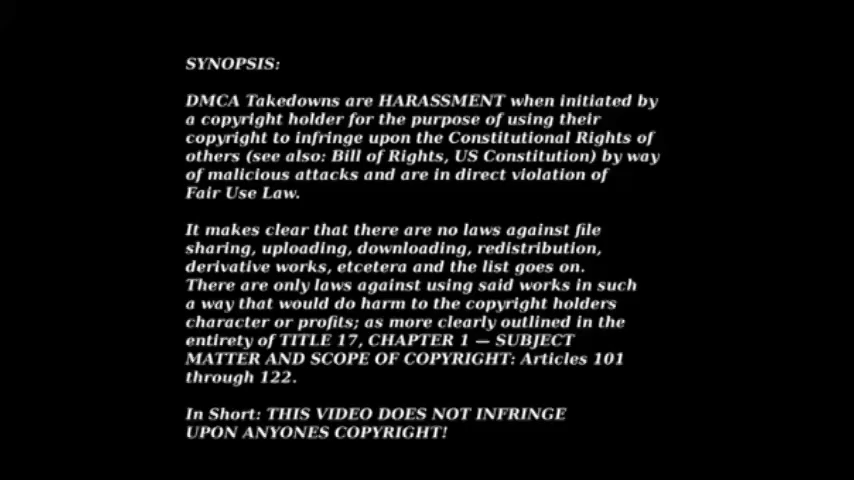 SYNOPSIS:
DMCA Takedowns are HARASSMENT when initiated by
a copyright holder for the purpose of using their
copyright to infringe upon the Constitutional Rights of
others (see also: Bill of Rights, US Constitution) by way
of malicious attacks and are in direct violation of
Fair Use Law.
It makes clear that there are no laws against file
sharing, uploading, downloading, redistribution,
derivative works, etcetera and the list goes on.
There are only laws against using said works in such
a way that would do harm to the copyright holders
character or profits; as more clearly outlined in the
entirety of TITLE 17, CHAPTER 1 — SUBJECT
MATTER AND SCOPE OF COPYRIGHT: Articles 101
through 122.
In Short: THIS VIDEO DOES NOT INFRINGE
UPON ANYONES COPYRIGHT!